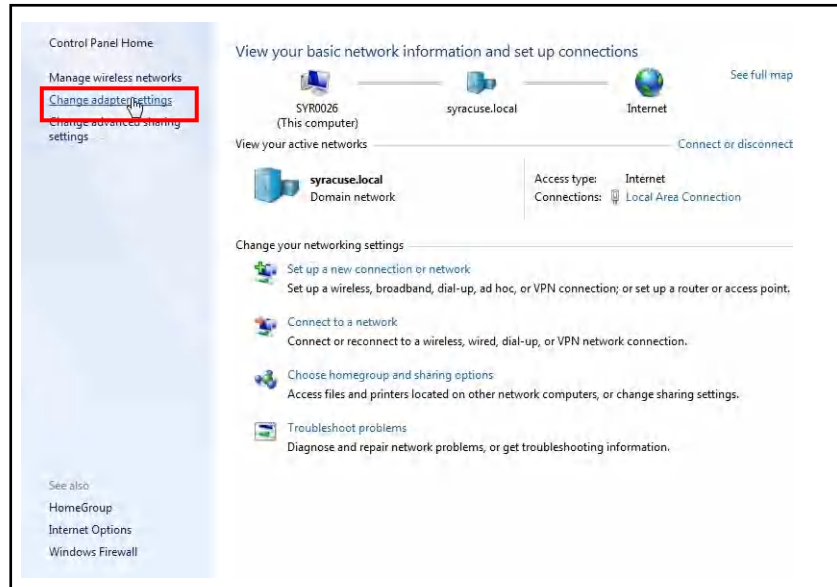 Control Panel Home
Manage wireless networks
Change adapter settings
Change advanced sharing
settings
See also
HomeGroup
Internet Options
Windows Firewall
View your basic network information and set up connections
See full map
SYR0026
(This computer)
syracuse.local
Internet
View your active networks
Connect or disconnect
syracuse.local
Domain network
Access type: Internet
Connections: Local Area Connection
Change your networking settings
Set up a new connection or network
Set up a wireless, broadband, dial-up, ad hoc, or VPN connection; or set up a router or access point.
Connect to a network
Connect or reconnect to a wireless, wired, dial-up, or VPN network connection.
Choose homegroup and sharing options
Access files and printers located on other network computers, or change sharing settings.
Troubleshoot problems
Diagnose and repair network problems, or get troubleshooting information.